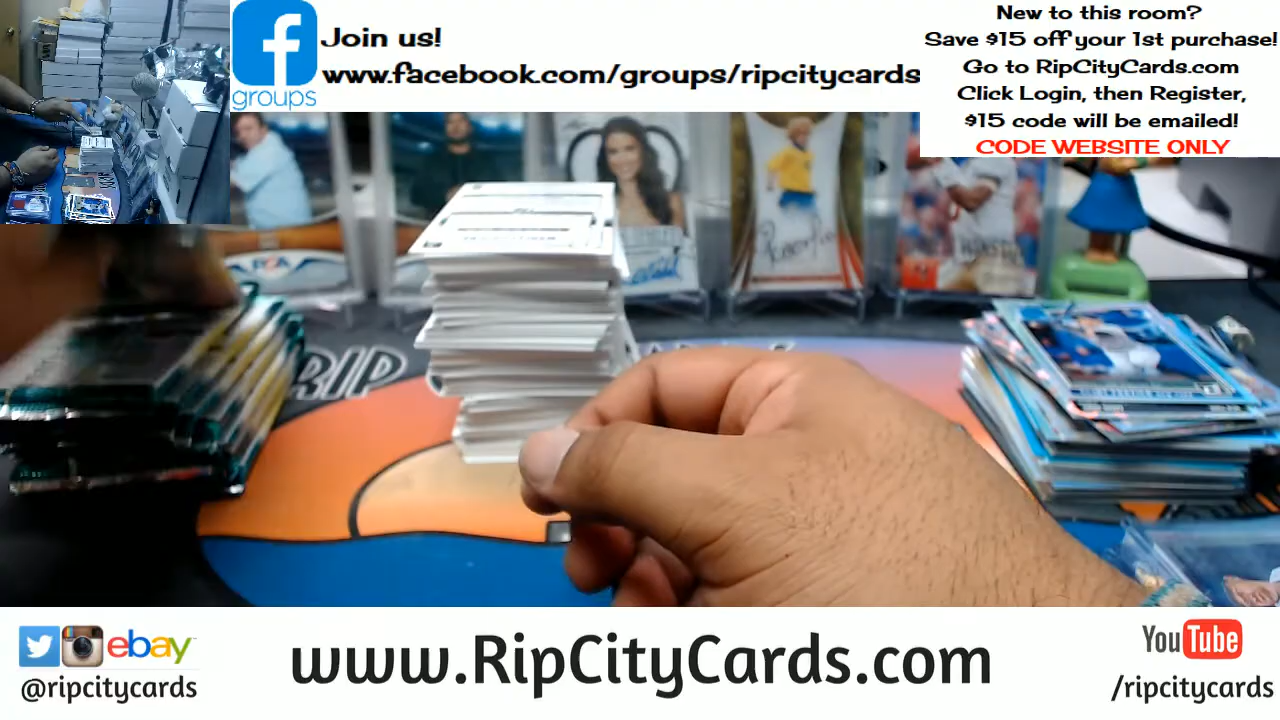 Join us!
www.facebook.com/groups/ripcitycards
groups
New to this room?
Save $15 off your 1st purchase!
Go to RipCityCards.com
Click Login, then Register,
$15 code will be emailed!
CODE WEBSITE ONLY
RIP
ebay
@ripcitycards
www.RipCityCards.com
YouTube
/ripcitycards